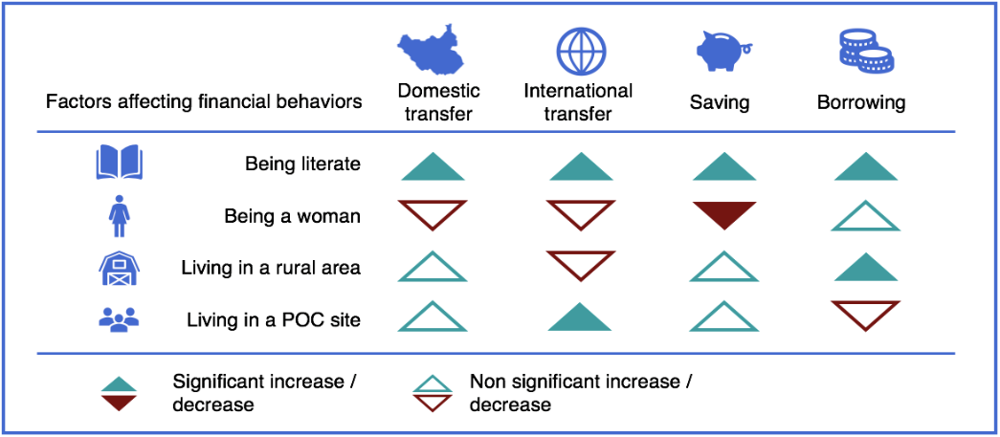 Factors affecting financial behaviors
Domestic
transfer
International
transfer
Saving
Borrowing
Being literate
Being a woman
Living in a rural area
Living in a POC site
Significant increase /
decrease
Non significant increase /
decrease